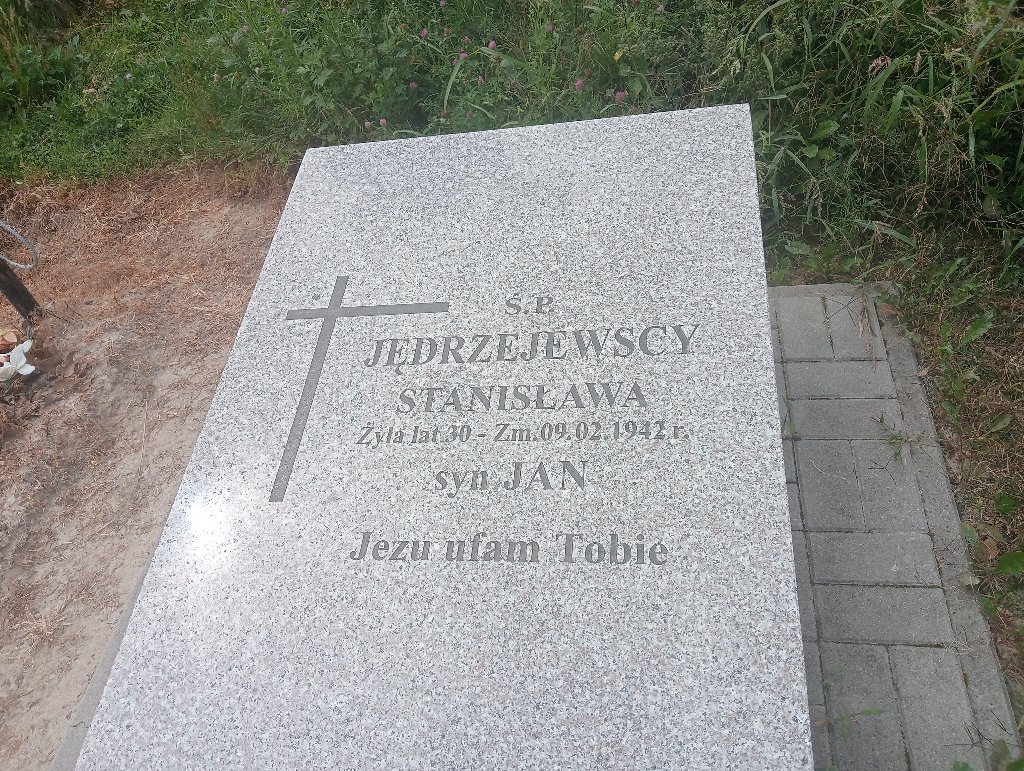 Ś.P.
JĘDRZEJEWSCY
STANISŁAWA
Żyła lat 30 - Zm.09.02.1942 r.
syn JAN
Jezu ufam Tobie